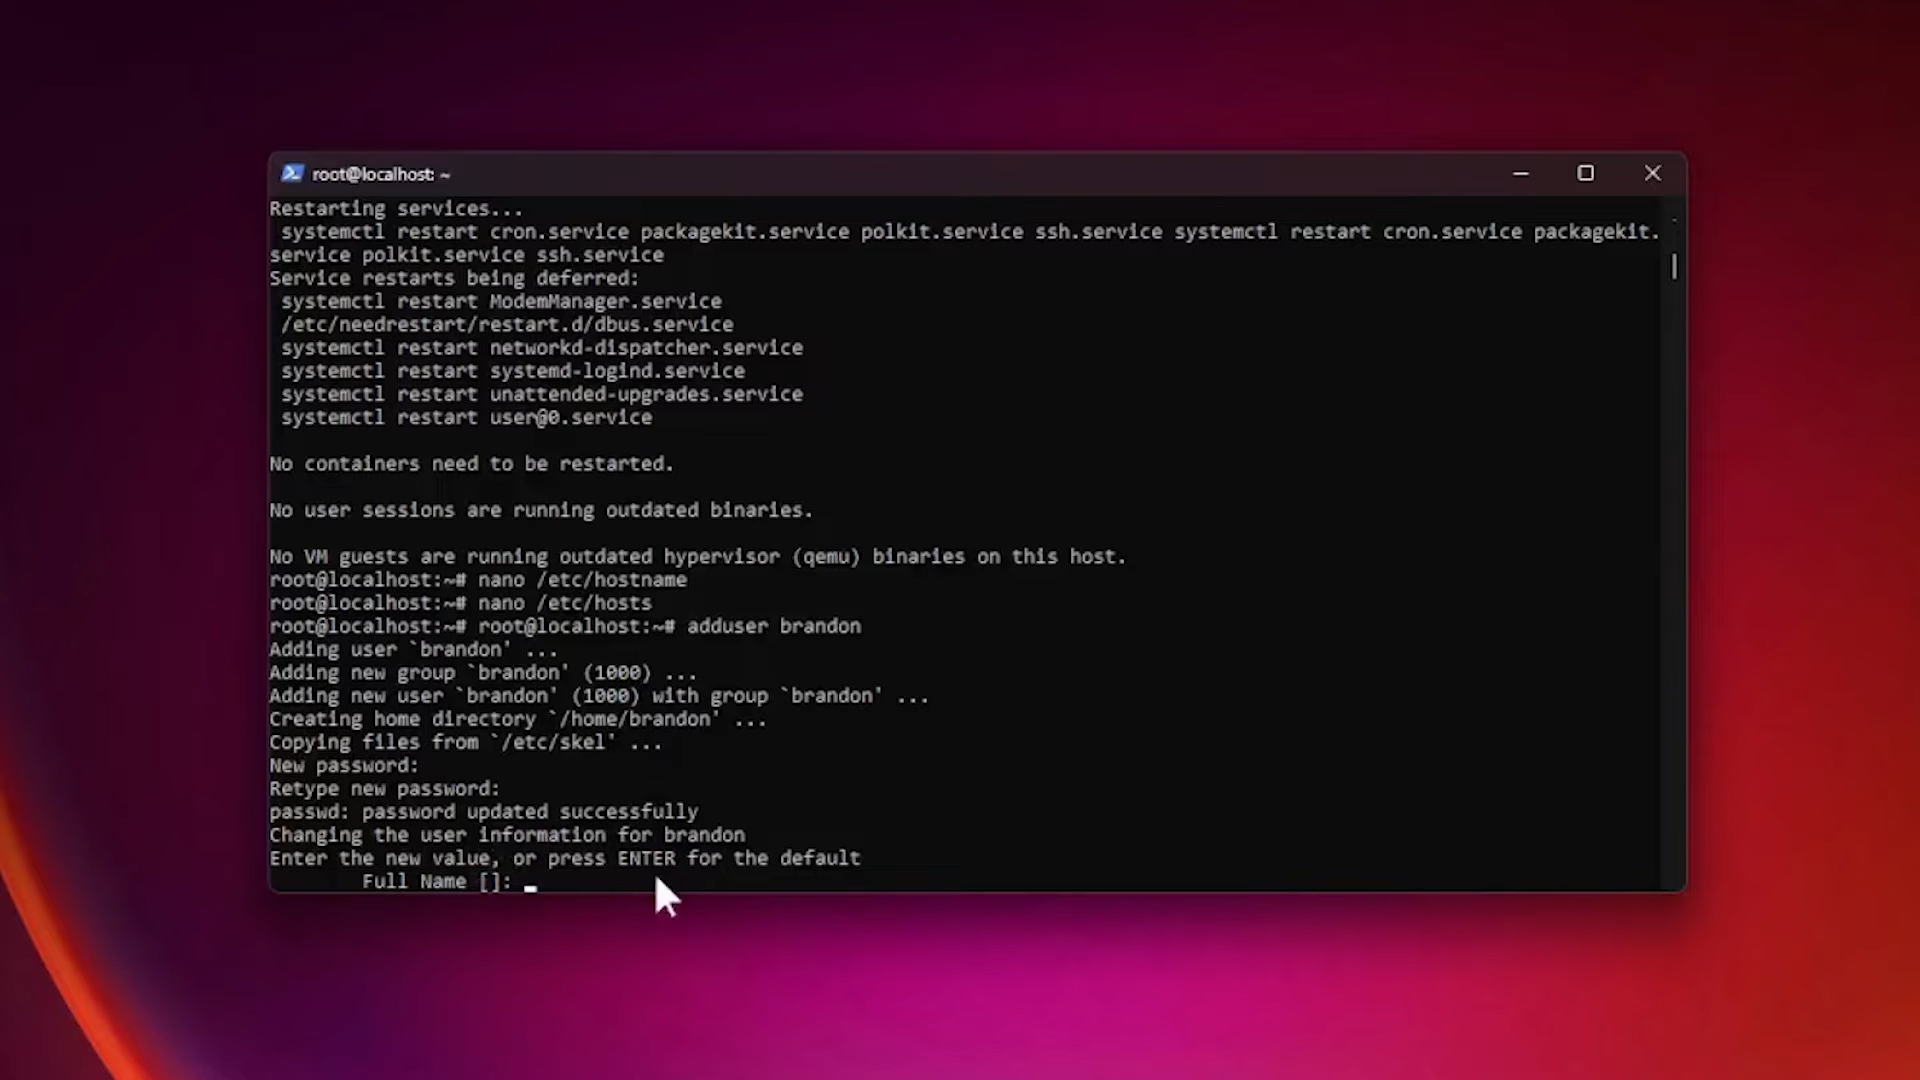 root@localhost: ~
Restarting services...
systemctl restart cron.service packagekit.service polkit.service ssh.service systemctl restart cron.service packagekit.
service polkit.service ssh.service
Service restarts being deferred:
systemctl restart ModemManager.service
/etc/needrestart/restart.d/dbus.service
systemctl restart networkd-dispatcher.service
systemctl restart systemd-logind.service
systemctl restart unattended-upgrades.service
systemctl restart user@0.service
No containers need to be restarted.
No user sessions are running outdated binaries.
No VM guests are running outdated hypervisor (qemu) binaries on this host.
root@localhost:~# nano /etc/hostname
root@localhost:~# nano /etc/hosts
root@localhost:~# root@localhost:~# adduser brandon
Adding user `brandon' ...
Adding new group `brandon' (1000) ...
Adding new user `brandon' (1000) with group `brandon' ...
Creating home directory `/home/brandon' ...
Copying files from `/etc/skel' ...
New password:
Retype new password:
passwd: password updated successfully
Changing the user information for brandon
Enter the new value, or press ENTER for the default
Full Name []: